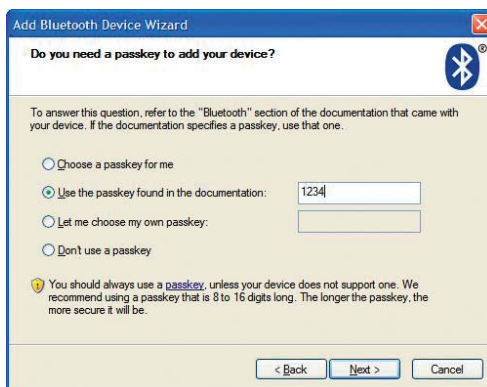 Add Bluetooth Device Wizard
Do you need a passkey to add your device?
®
To answer this question, refer to the "Bluetooth" section of the documentation that came with
your device. If the documentation specifies a passkey, use that one.
Choose a passkey for me
Use the passkey found in the documentation: 1234
Let me choose my own passkey:
Don't use a passkey
You should always use a passkey, unless your device does not support one. We
recommend using a passkey that is 8 to 16 digits long. The longer the passkey, the
more secure it will be.
< Back Next > Cancel